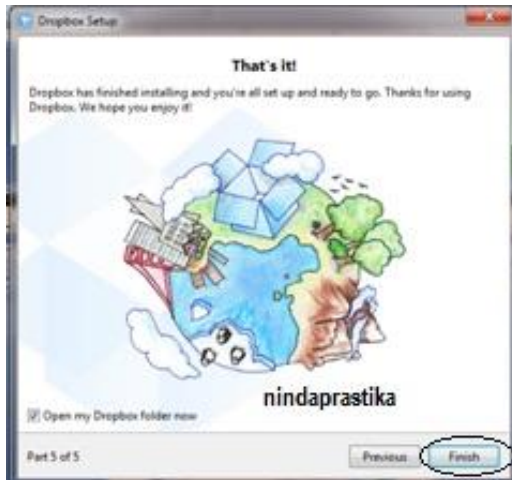 Dropbox Setup
That's it!
Dropbox has finished installing and you're all set up and ready to go. Thanks for using
Dropbox. We hope you enjoy it!
nindaprastika
Open my Dropbox folder now
Part 5 of 5
Previous
Finish